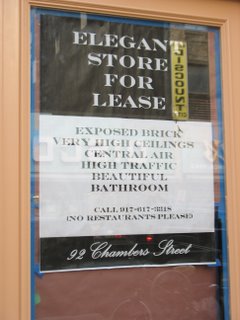 ELEGANT
STORE
FOR
LEASE
EXPOSED BRICK
VERY HIGH CEILINGS
CENTRAL AIR
HIGH TRAFFIC
BEAUTIFUL
BATHROOM
CALL 917-617-3318
(NO RESTAURANTS PLEASE)
92 Chambers Street
DISCOUNT